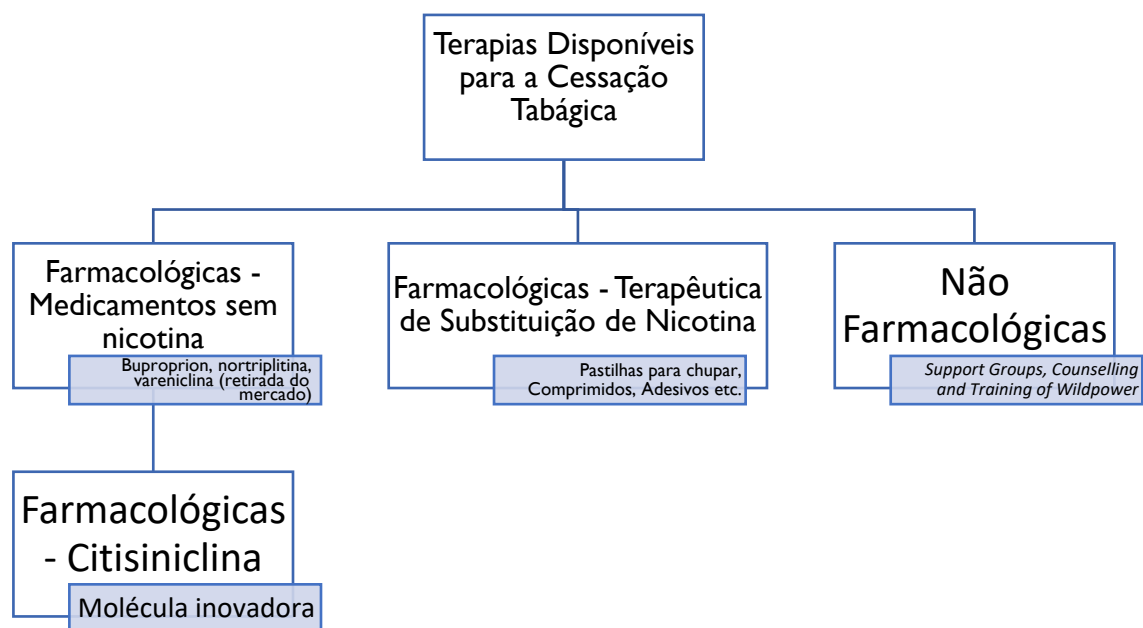 Terapias Disponíveis
para a Cessação
Tabágica
Farmacológicas -
Medicamentos sem
nicotina
Buproprion, nortriplitina,
vareniclina (retirada do
mercado)
Farmacológicas - Terapêutica
de Substituição de Nicotina
Pastilhas para chupar,
Comprimidos, Adesivos etc.
Não
Farmacológicas
Support Groups, Counselling
and Training of Wildpower
Farmacológicas
- Citisiniclina
Molécula inovadora